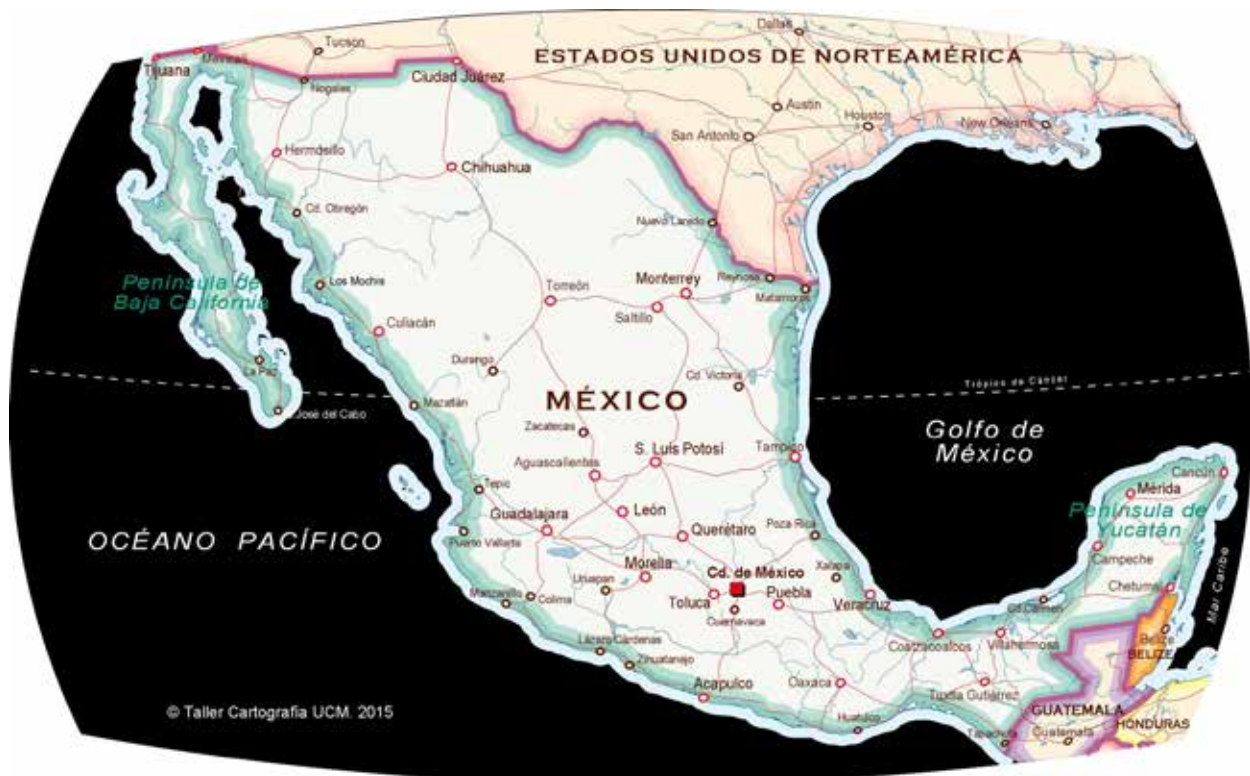 Dallas
Tucson
ESTADOS UNIDOS DE NORTEAMÉRICA
Tijuana
Mexicali
Ciudad Juárez
Nogales
Austin
Houston
New Orleans
San Antonio
Hermosillo
Chihuahua
Cd. Obregón
Nuevo Laredo
Península de
Baja California
Los Mochis
Torreón
Monterrey
Reynosa
Matamoros
Saltillo
Culiacán
Durango
La Paz
Cd. Victoria
Trópico de Cáncer
José del Cabo
Mazatlán
MÉXICO
Zacatecas
Golfo de
México
S. Luis Potosí
Tampico
Aguascalientes
Cancún
Mérida
Tepic
León
Península de
Yucatán
Guadalajara
Querétaro
Poza Rica
OCÉANO PACÍFICO
Puerto Vallarta
Campeche
Morelia
Cd. de México
Xalapa
Uruapan
Chetumal
Mar Caribe
Manzanillo
Colima
Toluca
Puebla
Veracruz
Cd. Carmen
Cuernavaca
Lázaro Cárdenas
Coatzacoalcos
Villahermosa
Belize
BELIZE
Zihuatanejo
Acapulco
Oaxaca
Tuxtla Gutiérrez
© Taller Cartografía UCM. 2015
Huatulco
GUATEMALA
HONDURAS
Tapachula
Guatemala